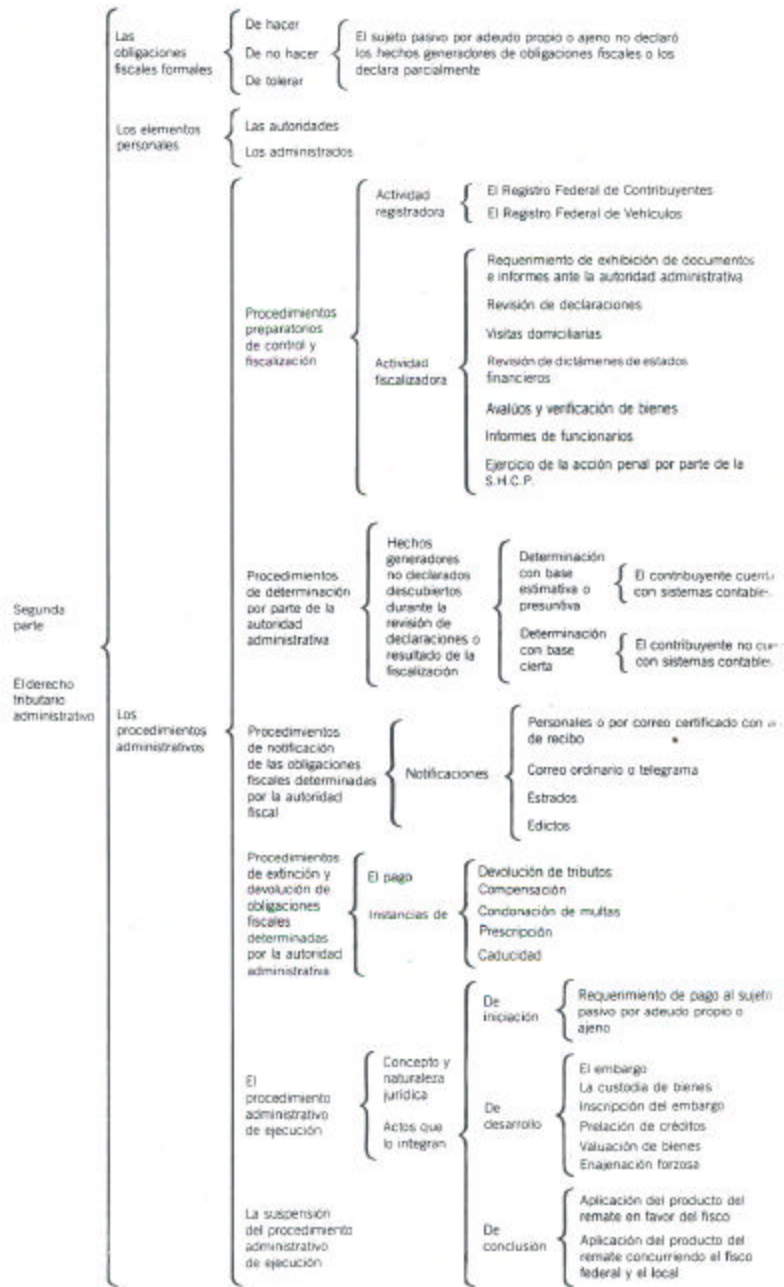 Las
obligaciones
fiscales formales
De hacer
De no hacer
De tolerar
El sujeto pasivo por adeudo propio o ajeno no declaró
los hechos generadores de obligaciones fiscales o los
declara parcialmente
Los elementos
personales
Las autoridades
Los administrados
Segunda
parte
El derecho
tributario
administrativo
Los
procedimientos
administrativos
Procedimientos
preparatorios
de control y
fiscalización
Actividad
registradora
El Registro Federal de Contribuyentes
El Registro Federal de Vehículos
Actividad
fiscalizadora
Requerimiento de exhibición de documentos
e informes ante la autoridad administrativa
Revisión de declaraciones
Visitas domiciliarias
Revisión de dictámenes de estados
financieros
Avalúos y verificación de bienes
Informes de funcionarios
Ejercicio de la acción penal por parte de la
S.H.C.P.
Procedimientos
de determinación
por parte de la
autoridad
administrativa
Hechos
generadores
no declarados
descubiertos
durante la
revisión de
declaraciones o
resultado de la
fiscalización
Determinación
con base
estimativa o
presuntiva
El contribuyente
con sistemas
Determinación
con base
cierta
El contribuyente no
con sistemas
Procedimientos
de notificación
de las obligaciones
fiscales determinadas
por la autoridad
fiscal
Notificaciones
Personales o por correo certificado con
de recibo
Correo ordinario o telegrama
Estrados
Edictos
Procedimientos
de extinción y
devolución de
obligaciones
fiscales
determinadas
por la autoridad
administrativa
El pago
Instancias de
Devolución de tributos
Compensación
Condonación de multas
Prescripción
Caducidad
El
procedimiento
administrativo
de ejecución
Concepto y
naturaleza
jurídica
Actos que
lo integran
De
iniciación
Requerimiento de pago al sujeto
pasivo por adeudo propio o
ajeno
De
desarrollo
El embargo
La custodia de bienes
Inscripción del embargo
Prelación de créditos
Valuación de bienes
Enajenación forzosa
De
conclusión
Aplicación del producto del
remate en favor del fisco
Aplicación del producto del
remate concurriendo el fisco
federal y el local
La suspensión
del procedimiento
administrativo
de ejecución